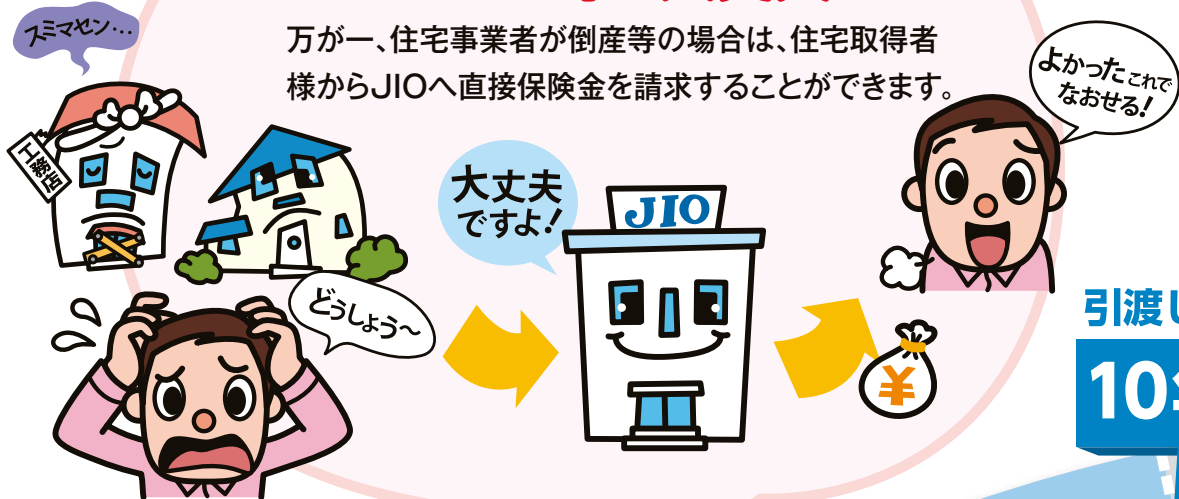 スミマセン…
万が一、住宅事業者が倒産等の場合は、住宅取得者
様からJIOへ直接保険金を請求することができます。
よかったこれで
なおせる!
工務店
大丈夫
ですよ!
JIO
どうしよう〜
¥
引渡し
10